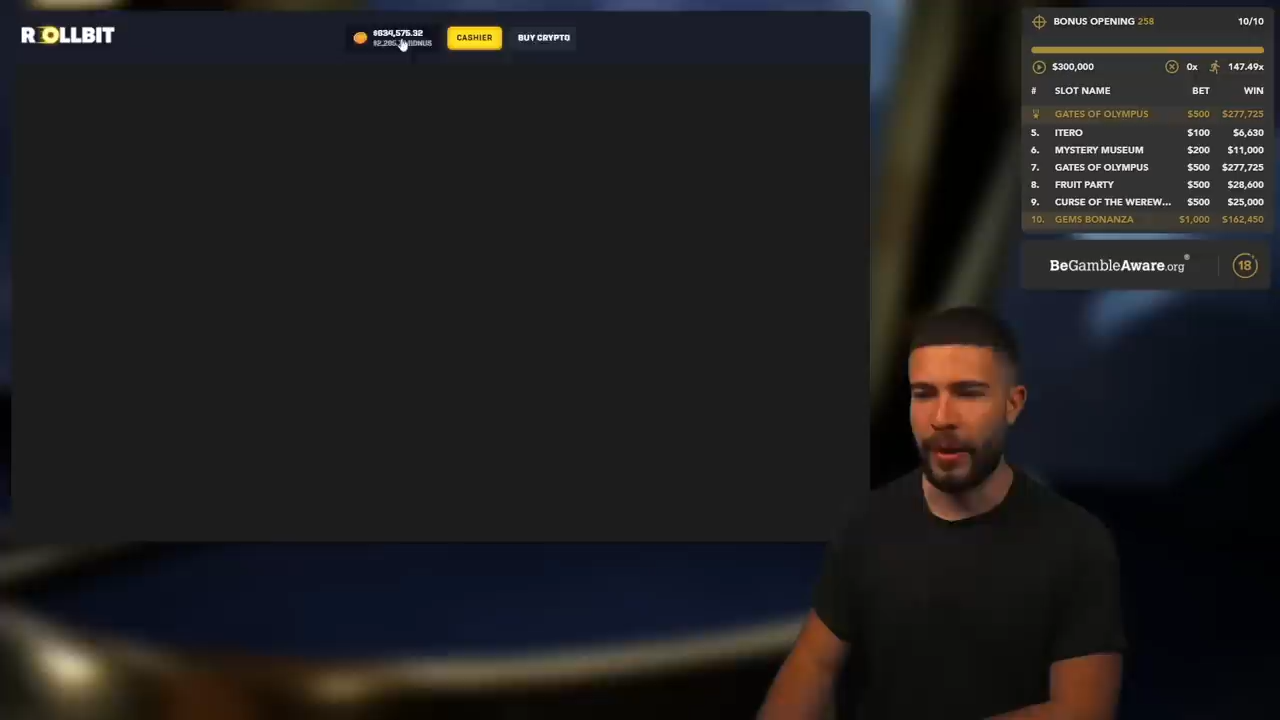 ROLLBIT
$634,575.32
BONUS
CASHIER
BUY CRYPTO
BONUS OPENING 258 10/10
$300,000 0x 147.49x
# SLOT NAME BET WIN
GATES OF OLYMPUS $500 $277,725
5. ITERO $100 $6,630
6. MYSTERY MUSEUM $200 $11,000
7. GATES OF OLYMPUS $500 $277,725
8. FRUIT PARTY $500 $28,600
9. CURSE OF THE WEREW... $500 $25,000
10. GEMS BONANZA $1,000 $162,450
BeGambleAware.org® 18+